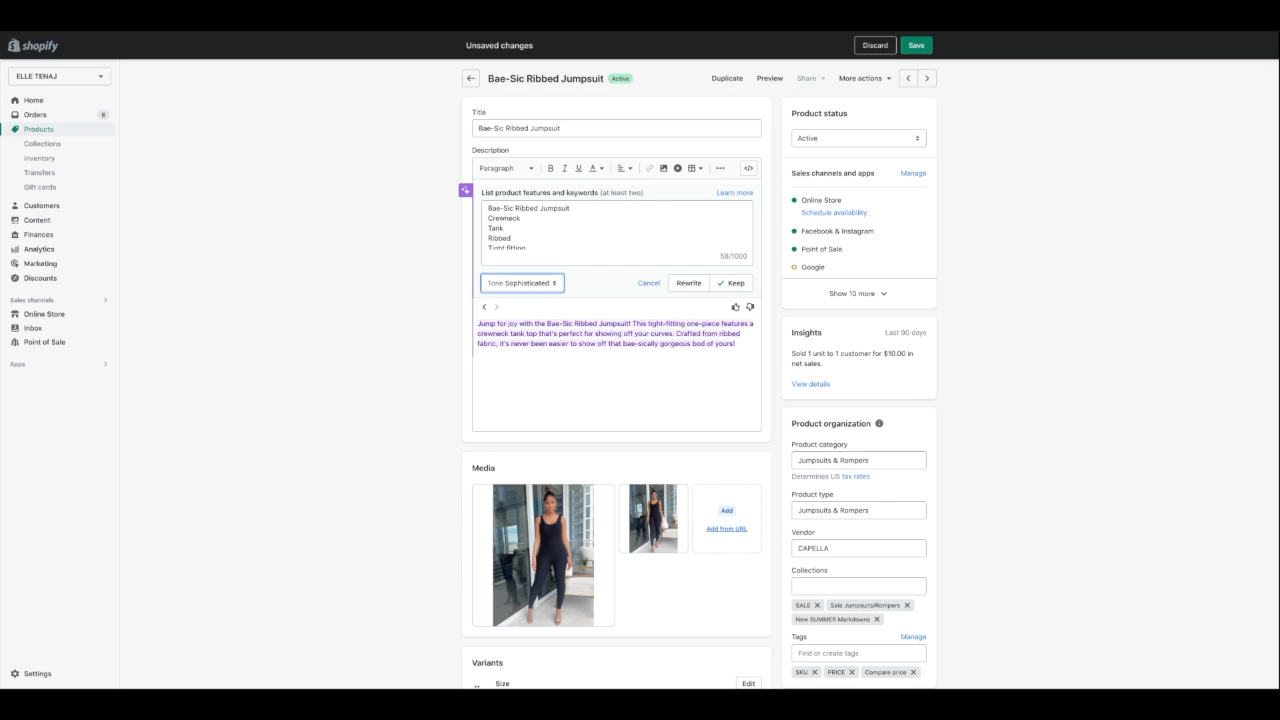 shopify
Unsaved changes
Discard
Save
ELLE TENAJ
Home
Orders 6
Products
Collections
Inventory
Transfers
Gift cards
Customers
Content
Finances
Analytics
Marketing
Discounts
Sales channels
Online Store
Inbox
Point of Sale
Apps
Settings
Bae-Sic Ribbed Jumpsuit Active
Duplicate Preview Share More actions
Title
Bae-Sic Ribbed Jumpsuit
Description
Paragraph B I U A </>
List product features and keywords (at least two) Learn more
Bae-Sic Ribbed Jumpsuit
Crewneck
Tank
Ribbed
Tight fitting
58/1000
Tone Sophisticated Cancel Rewrite Keep
Jump for joy with the Bae-Sic Ribbed Jumpsuit! This tight-fitting one-piece features a
crewneck tank top that's perfect for showing off your curves. Crafted from ribbed
fabric, it's never been easier to show off that bae-sically gorgeous bod of yours!
Media
Add
Add from URL
Variants
Size Edit
Product status
Active
Sales channels and apps Manage
Online Store
Schedule availability
Facebook & Instagram
Point of Sale
Google
Show 10 more
Insights Last 90 days
Sold 1 unit to 1 customer for $10.00 in
net sales.
View details
Product organization
Product category
Jumpsuits & Rompers
Determines US tax rates
Product type
Jumpsuits & Rompers
Vendor
CAPELLA
Collections
SALE Sale Jumpsuits/Rompers
New SUMMER Markdowns
Tags Manage
Find or create tags
SKU PRICE Compare price